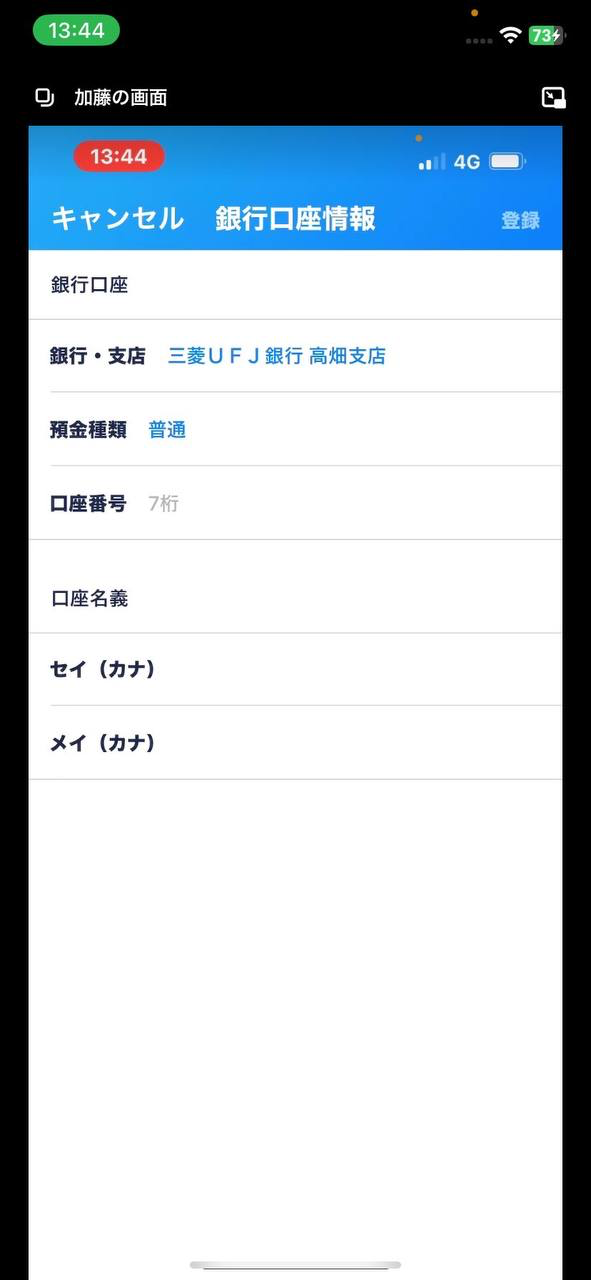 13:44
73
加藤の画面
13:44
4G
キャンセル 銀行口座情報 登録
銀行口座
銀行・支店 三菱ＵＦＪ銀行 高畑支店
預金種類 普通
口座番号 7桁
口座名義
セイ（カナ）
メイ（カナ）